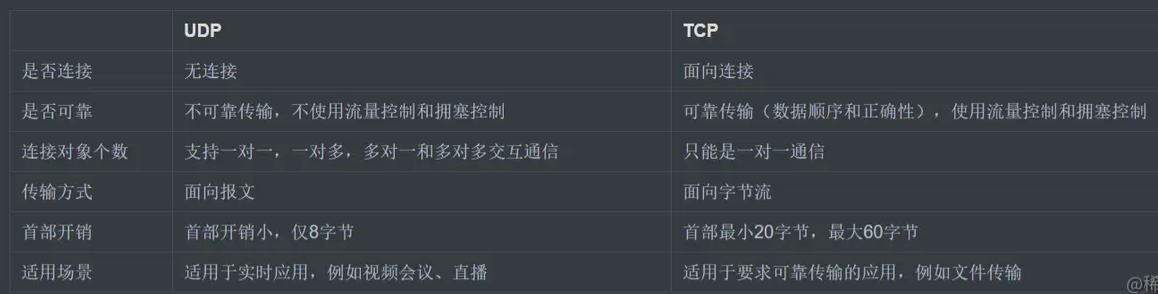 UDP TCP
是否连接 无连接 面向连接
是否可靠 不可靠传输，不使用流量控制和拥塞控制 可靠传输（数据顺序和正确性），使用流量控制和拥塞控制
连接对象个数 支持一对一，一对多，多对一和多对多交互通信 只能是一对一通信
传输方式 面向报文 面向字节流
首部开销 首部开销小，仅8字节 首部最小20字节，最大60字节
适用场景 适用于实时应用，例如视频会议、直播 适用于要求可靠传输的应用，例如文件传输
@稀